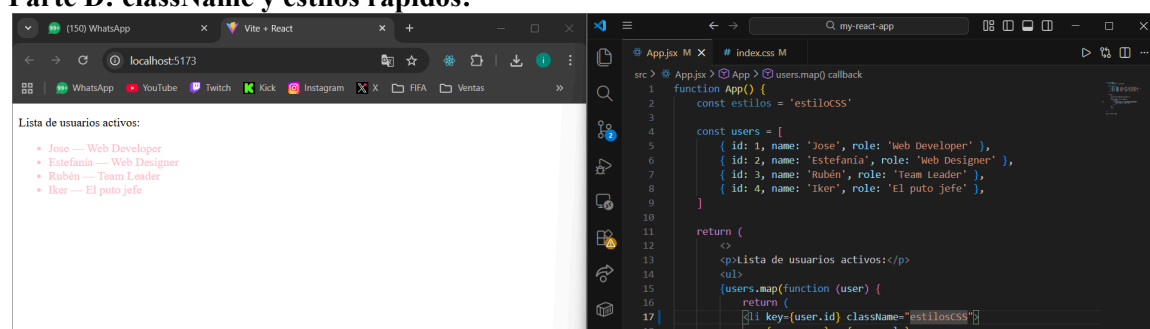 Parte D: className y estilos rápidos:
(150) WhatsApp
Vite + React
localhost:5173
WhatsApp YouTube Twitch Kick Instagram X FIFA Ventas
Lista de usuarios activos:
Jose — Web Developer
Estefanía — Web Designer
Rubén — Team Leader
Iker — El puto jefe
my-react-app
App.jsx M
# index.css M
src > App.jsx > App > users.map() callback
1 function App() {
2 const estilos = 'estiloCSS'
3
4 const users = [
5 { id: 1, name: 'Jose', role: 'Web Developer' },
6 { id: 2, name: 'Estefanía', role: 'Web Designer' },
7 { id: 3, name: 'Rubén', role: 'Team Leader' },
8 { id: 4, name: 'Iker', role: 'El puto jefe' },
9 ]
10
11 return (
12 <>
13 <p>Lista de usuarios activos:</p>
14 <ul>
15 {users.map(function (user) {
16 return (
17 <li key={user.id} className="estilosCSS">